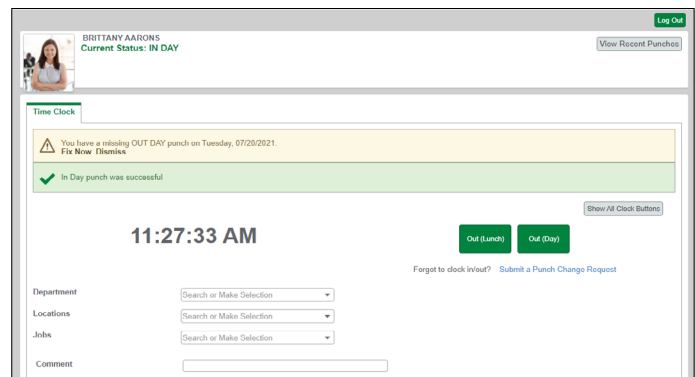 Log Out
BRITTANY AARONS
Current Status: IN DAY
View Recent Punches
Time Clock
You have a missing OUT DAY punch on Tuesday, 07/20/2021.
Fix Now Dismiss
In Day punch was successful
Show All Clock Buttons
11:27:33 AM
Out (Lunch) Out (Day)
Forgot to clock in/out? Submit a Punch Change Request
Department Search or Make Selection
Locations Search or Make Selection
Jobs Search or Make Selection
Comment